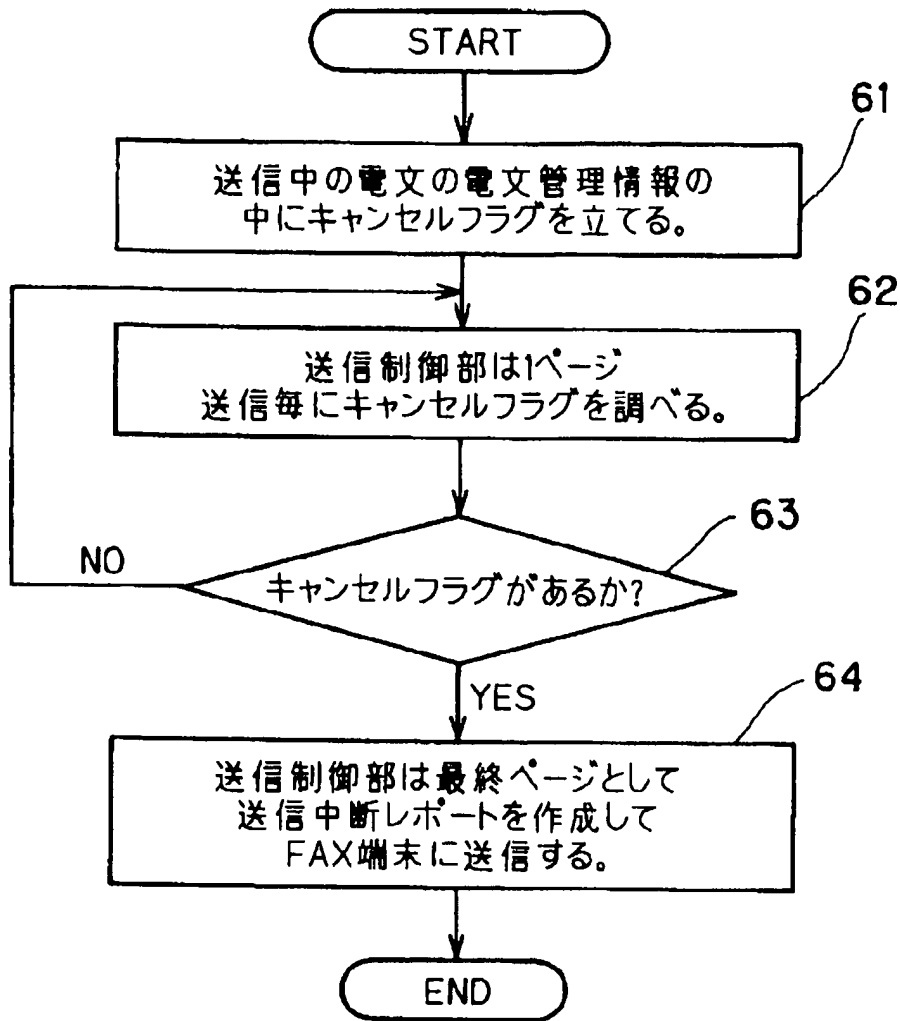 START
61
送信中の電文の電文管理情報の
中にキャンセルフラグを立てる。
62
送信制御部は1ページ
送信毎にキャンセルフラグを調べる。
63
NO
キャンセルフラグがあるか?
YES
64
送信制御部は最終ページとして
送信中断レポートを作成して
FAX端末に送信する。
END